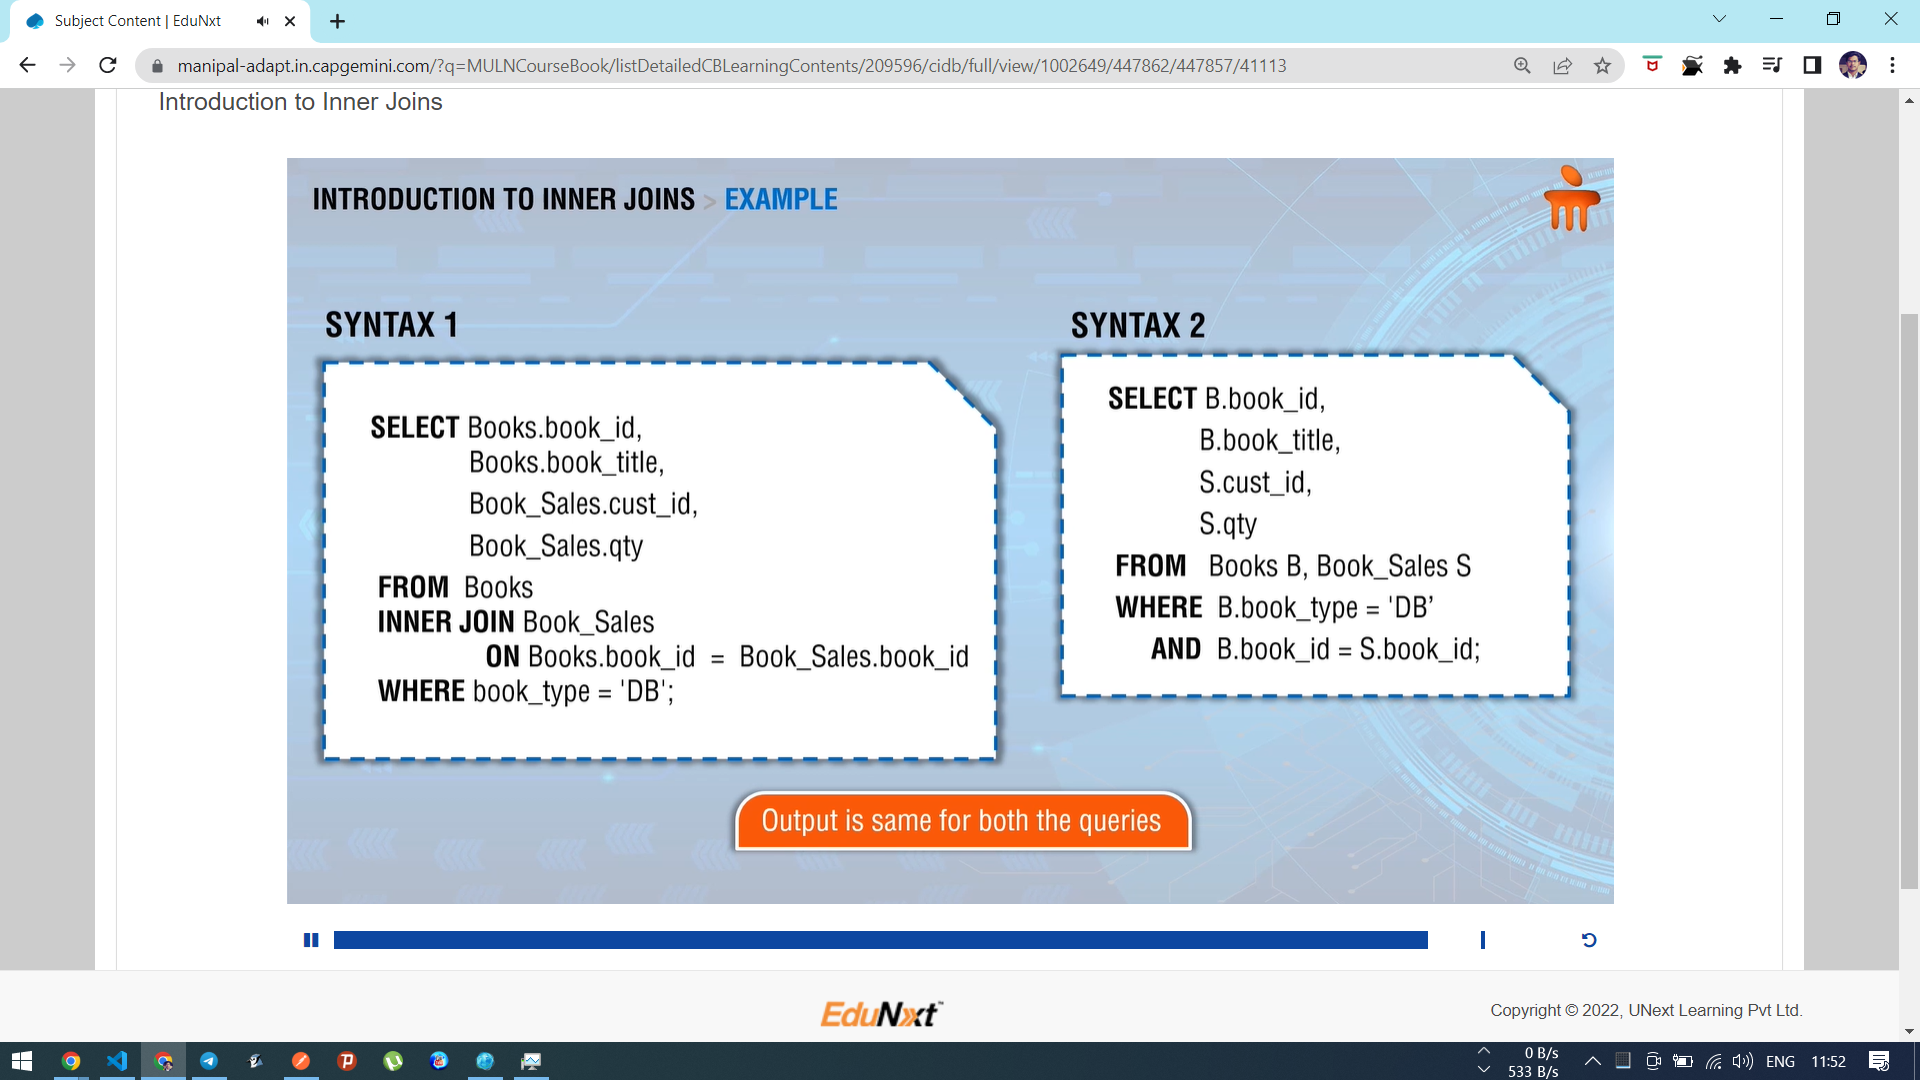 Subject Content | EduNxt
manipal-adapt.in.capgemini.com/?q=MULNCourseBook/listDetailedCBLearningContents/209596/cidb/full/view/1002649/447862/447857/41113
Introduction to Inner Joins
INTRODUCTION TO INNER JOINS > EXAMPLE
SYNTAX 1
SELECT Books.book_id,
Books.book_title,
Book_Sales.cust_id,
Book_Sales.qty
FROM Books
INNER JOIN Book_Sales
ON Books.book_id = Book_Sales.book_id
WHERE book_type = 'DB';
SYNTAX 2
SELECT B.book_id,
B.book_title,
S.cust_id,
S.qty
FROM Books B, Book_Sales S
WHERE B.book_type = 'DB’
AND B.book_id = S.book_id;
Output is same for both the queries
EduNxt™
Copyright © 2022, UNext Learning Pvt Ltd.
0 B/s
533 B/s
ENG
11:52